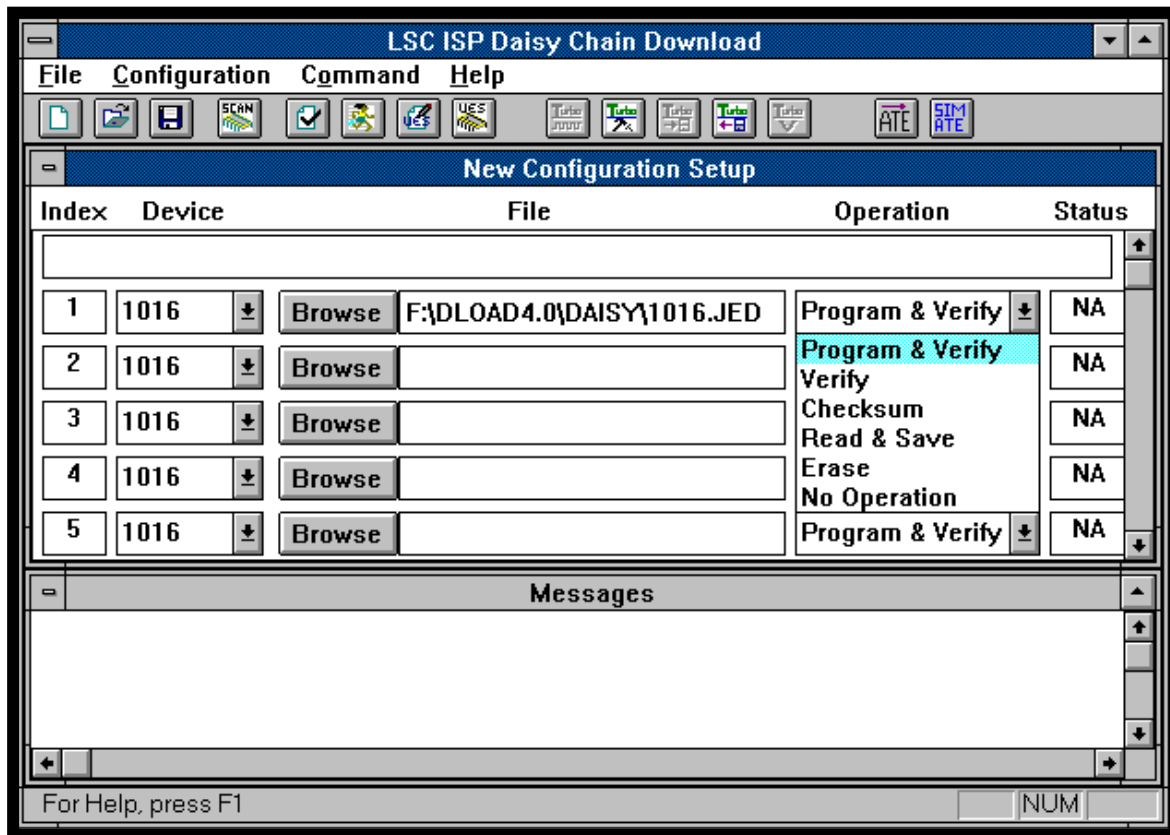 LSC ISP Daisy Chain Download
File Configuration Command Help
SCAN UES UES Turbo Turbo Turbo Turbo Turbo ATE SIM ATE
New Configuration Setup
Index Device File Operation Status
1 1016 Browse F:\DLOAD4.0\DAISY\1016.JED Program & Verify NA
Program & Verify
2 1016 Browse NA
Verify
Checksum
3 1016 Browse NA
Read & Save
Erase
4 1016 Browse NA
No Operation
5 1016 Browse Program & Verify NA
Messages
For Help, press F1 NUM